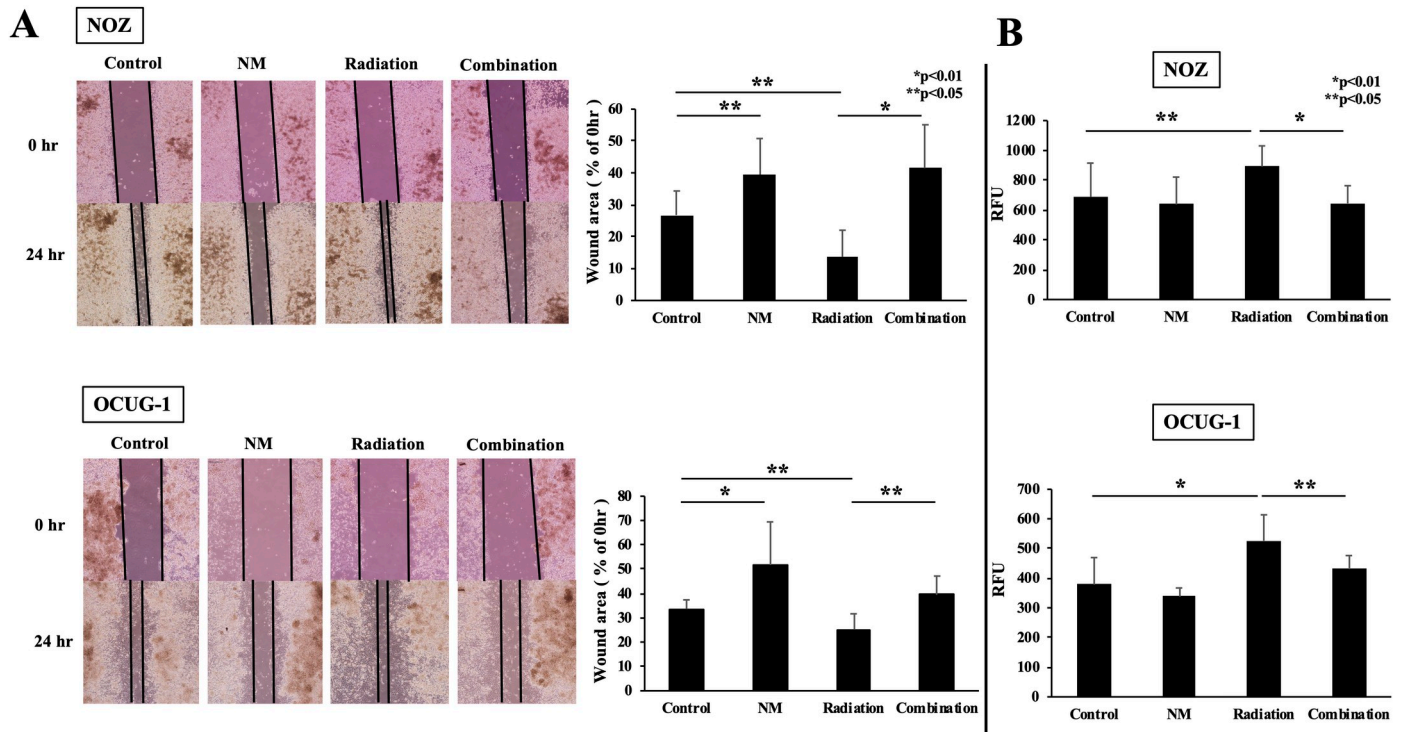 A
NOZ
Control NM Radiation Combination
0 hr
24 hr
*p<0.01
**p<0.05
** ** *
Wound area ( % of 0hr )
60
50
40
30
20
10
0
Control NM Radiation Combination
OCUG-1
Control NM Radiation Combination
0 hr
24 hr
** * **
Wound area ( % of 0hr )
80
70
60
50
40
30
20
10
0
Control NM Radiation Combination
B
NOZ
*p<0.01
**p<0.05
** *
RFU
1200
1000
800
600
400
200
0
Control NM Radiation Combination
OCUG-1
* **
RFU
700
600
500
400
300
200
100
0
Control NM Radiation Combination